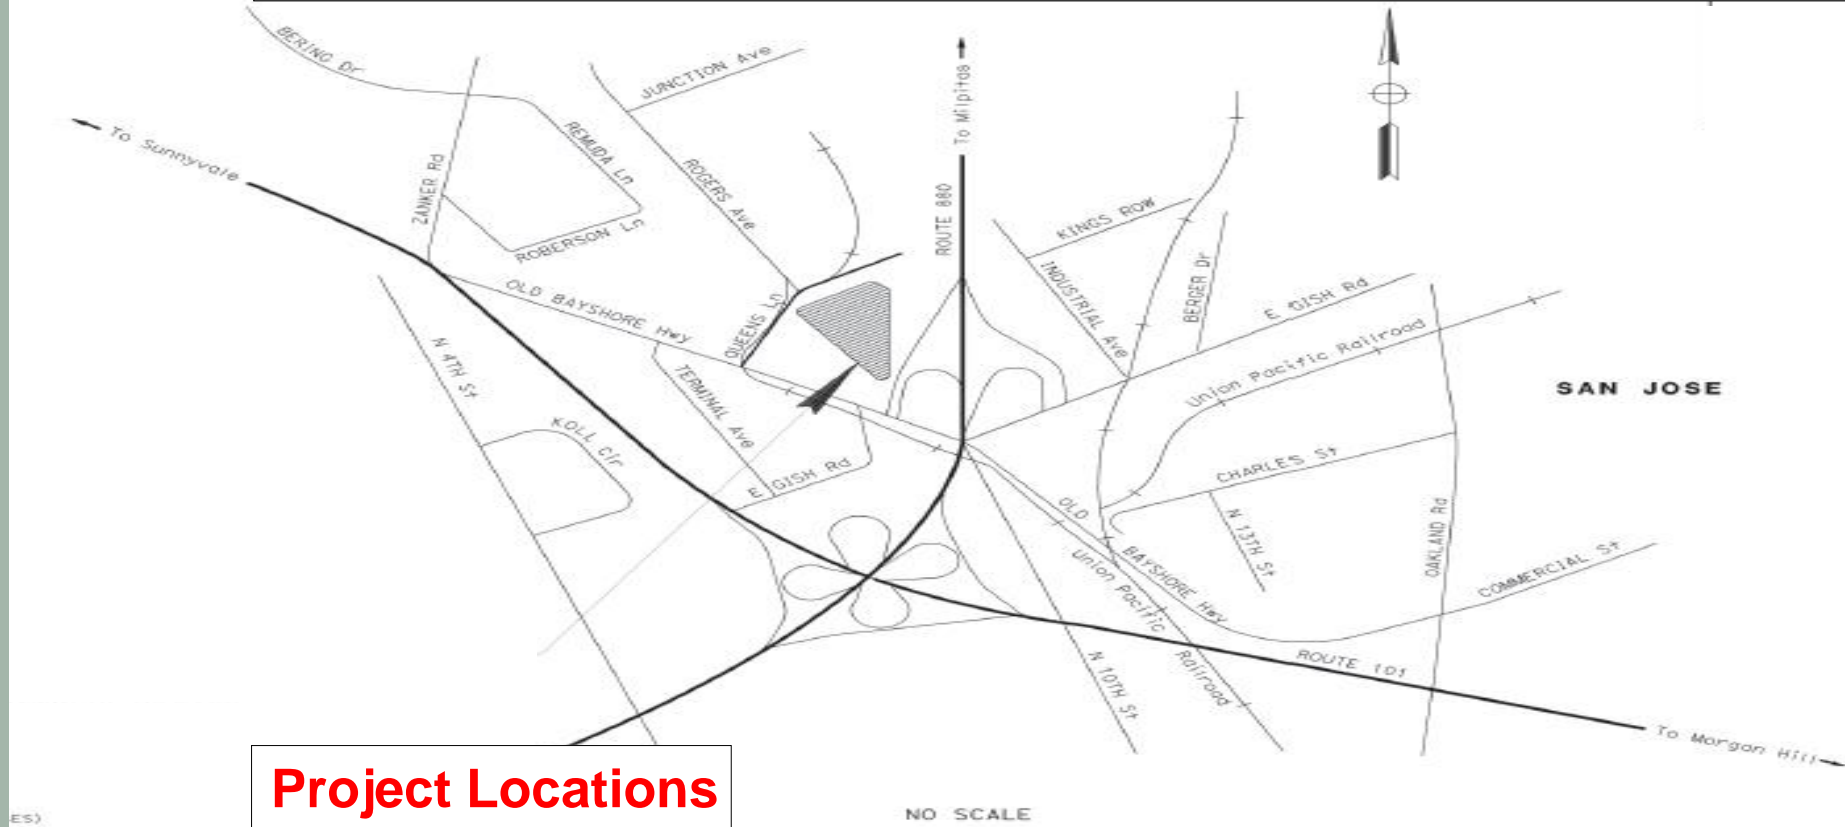 BERING Dr
JUNCTION Ave
To Milpitas
To Sunnyvale
ZANKER Rd
REMUDA Ln
ROGERS Ave
ROUTE 880
KINGS ROW
ROBERSON Ln
INDUSTRIAL Ave
BERGER Dr
E GISH Rd
OLD BAYSHORE Hwy
QUEENS Ln
Union Pacific Railroad
N 4TH St
TERMINAL Ave
SAN JOSE
KOLL Cir
E GISH Rd
CHARLES St
OLD BAYSHORE Hwy
N 13TH St
OAKLAND Rd
Union Pacific Railroad
COMMERCIAL St
N 10TH St
ROUTE 101
To Morgan Hill
Project Locations
NO SCALE
ES)